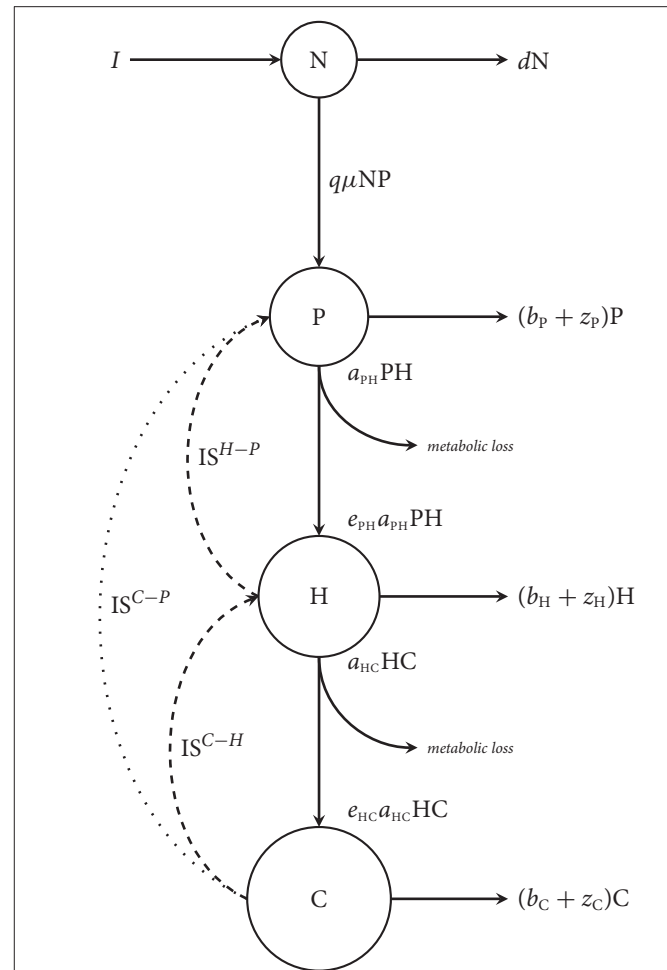 I N dN
qμNP
P (b_P + z_P)P
a_PH PH
IS^{H−P} metabolic loss
e_PH a_PH PH
IS^{C−P} H (b_H + z_H)H
a_HC HC
IS^{C−H} metabolic loss
e_HC a_HC HC
C (b_C + z_C)C